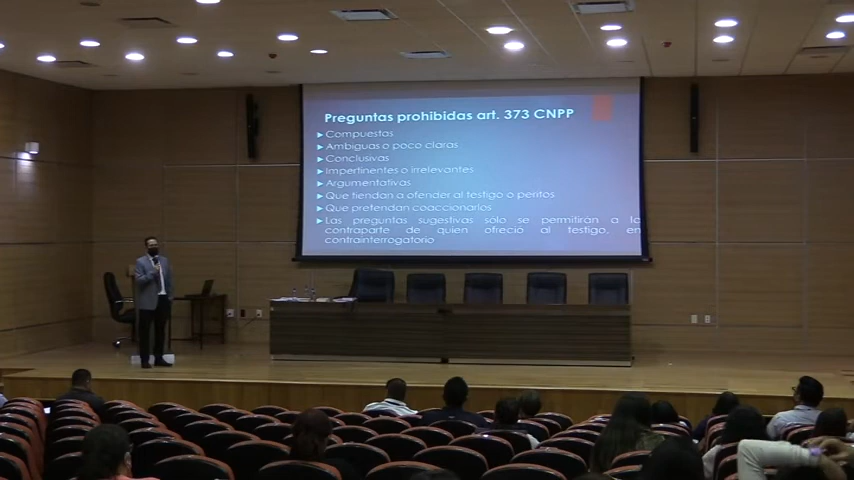 Preguntas prohibidas art. 373 CNPP
▶Compuestas
▶Ambiguas o poco claras
▶Conclusivas
▶Impertinentes o irrelevantes
▶Argumentativas
▶Que tiendan a ofender al testigo o peritos
▶Que pretendan coaccionarlos
▶Las preguntas sugestivas sólo se permitirán a la
contraparte de quien ofreció al testigo, en
contrainterrogatorio